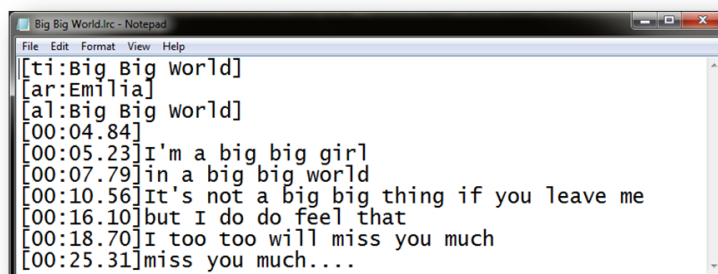 Big Big World.lrc - Notepad
File Edit Format View Help
[ti:Big Big World]
[ar:Emilia]
[al:Big Big World]
[00:04.84]
[00:05.23]I'm a big big girl
[00:07.79]in a big big world
[00:10.56]It's not a big big thing if you leave me
[00:16.10]but I do do feel that
[00:18.70]I too too will miss you much
[00:25.31]miss you much....